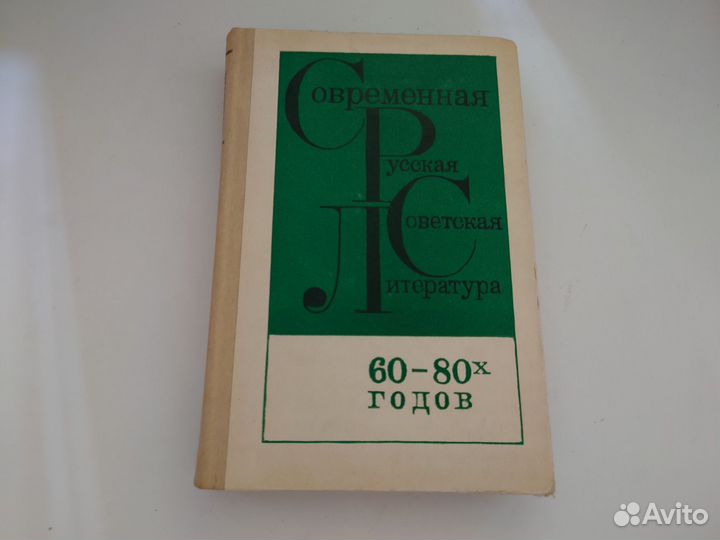 Современная
Русская
Советская
Литература
60-80х
годов
Avito